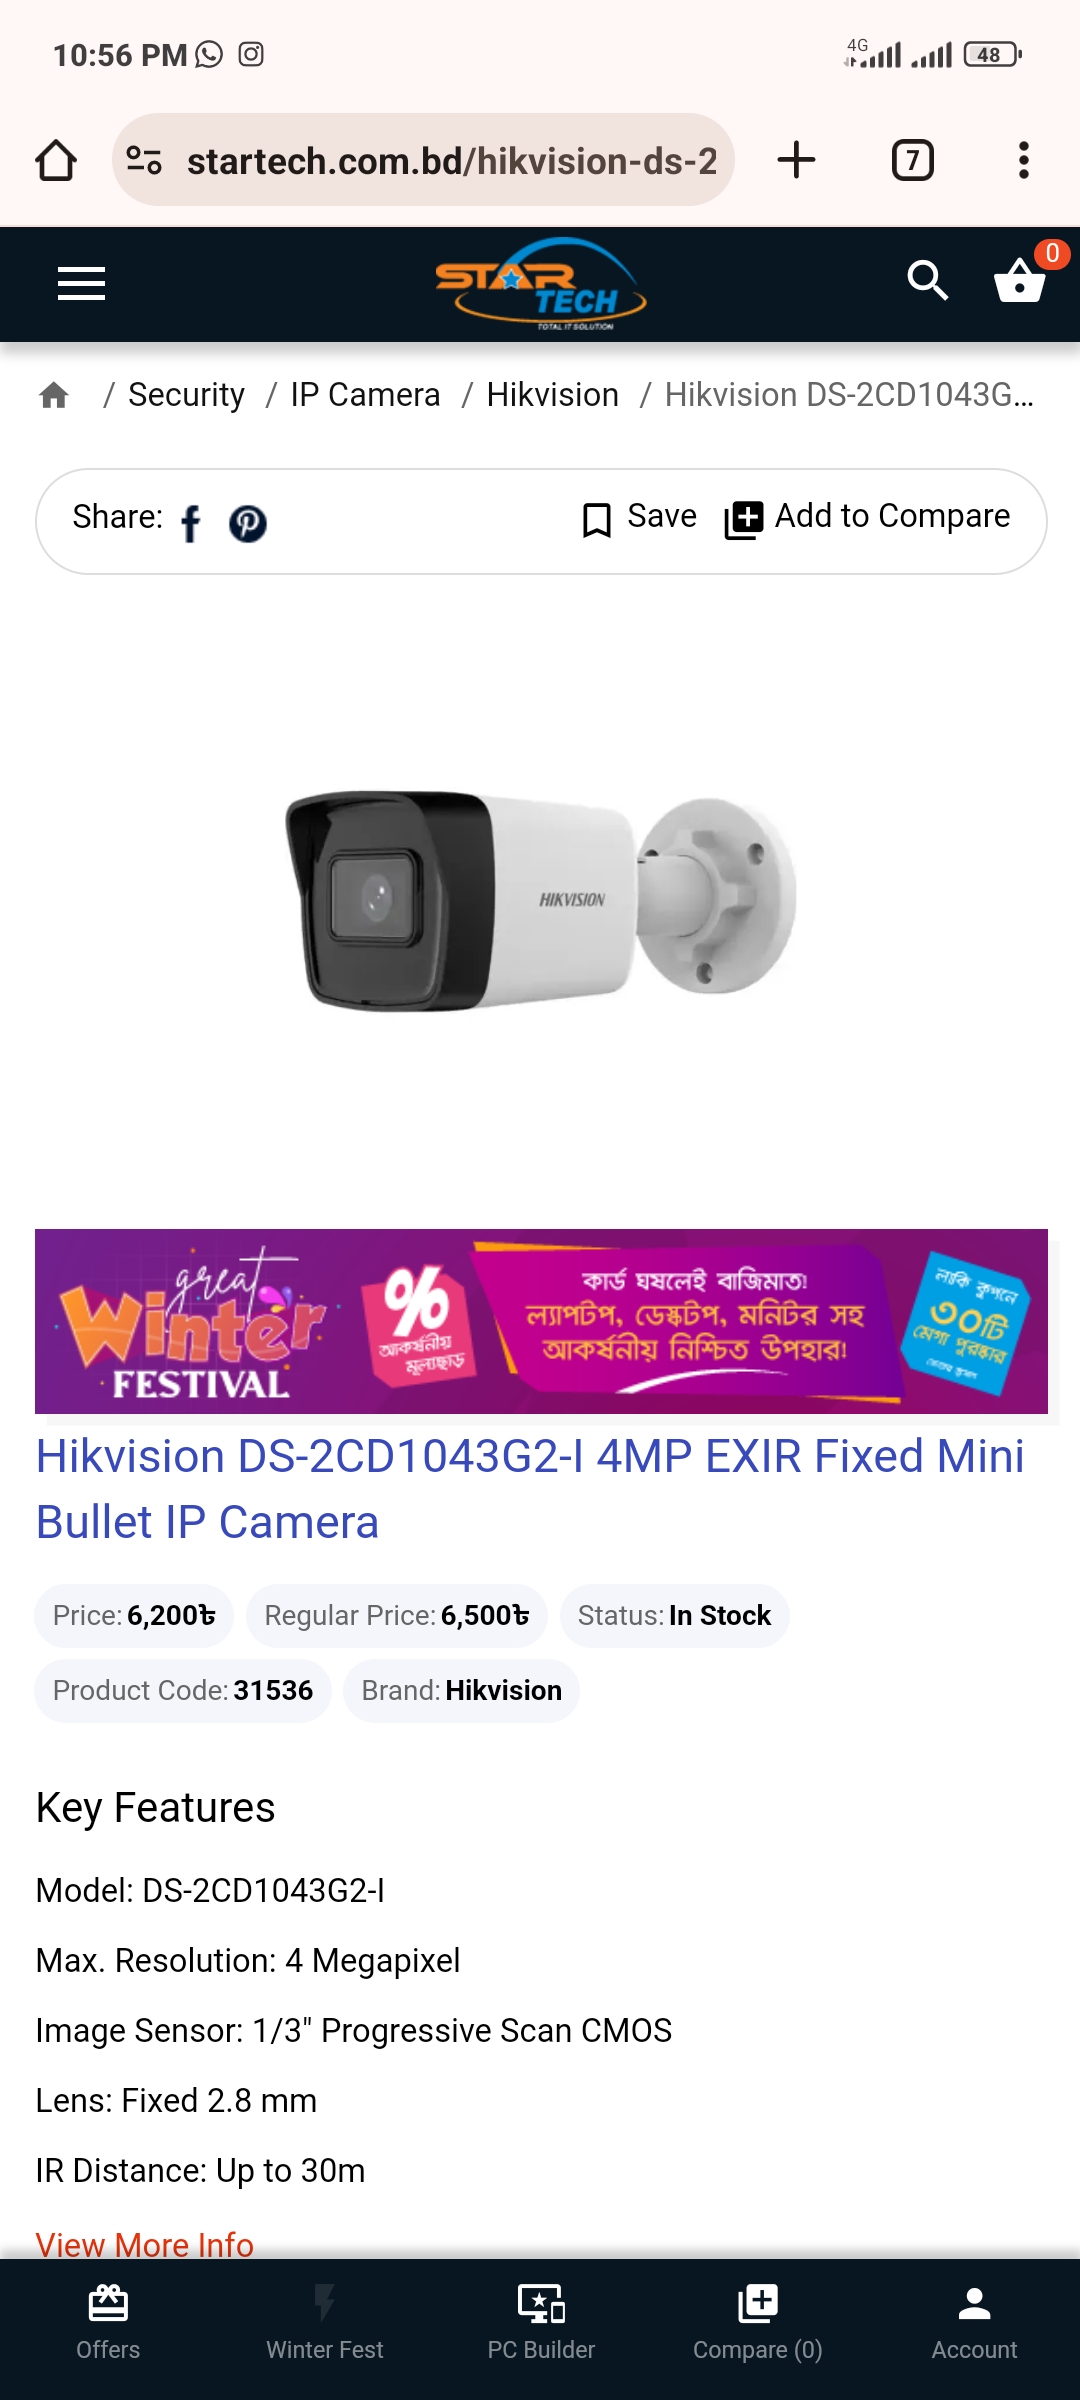 10:56 PM
4G
48
startech.com.bd/hikvision-ds-2
7
STAR
TECH
TOTAL IT SOLUTION
0
/ Security / IP Camera / Hikvision / Hikvision DS-2CD1043G...
Share:
Save
Add to Compare
HIKVISION
great
Winter
FESTIVAL
%
আকর্ষনীয়
মূল্যছাড়
কার্ড ঘষলেই বাজিমাত!
ল্যাপটপ, ডেস্কটপ, মনিটর সহ
আকর্ষনীয় নিশ্চিত উপহার!
লাকি কুপনে
৩০টি
মেগা পুরস্কার
Hikvision DS-2CD1043G2-I 4MP EXIR Fixed Mini
Bullet IP Camera
Price: 6,200৳ Regular Price: 6,500৳ Status: In Stock
Product Code: 31536 Brand: Hikvision
Key Features
Model: DS-2CD1043G2-I
Max. Resolution: 4 Megapixel
Image Sensor: 1/3" Progressive Scan CMOS
Lens: Fixed 2.8 mm
IR Distance: Up to 30m
View More Info
Offers Winter Fest PC Builder Compare (0) Account